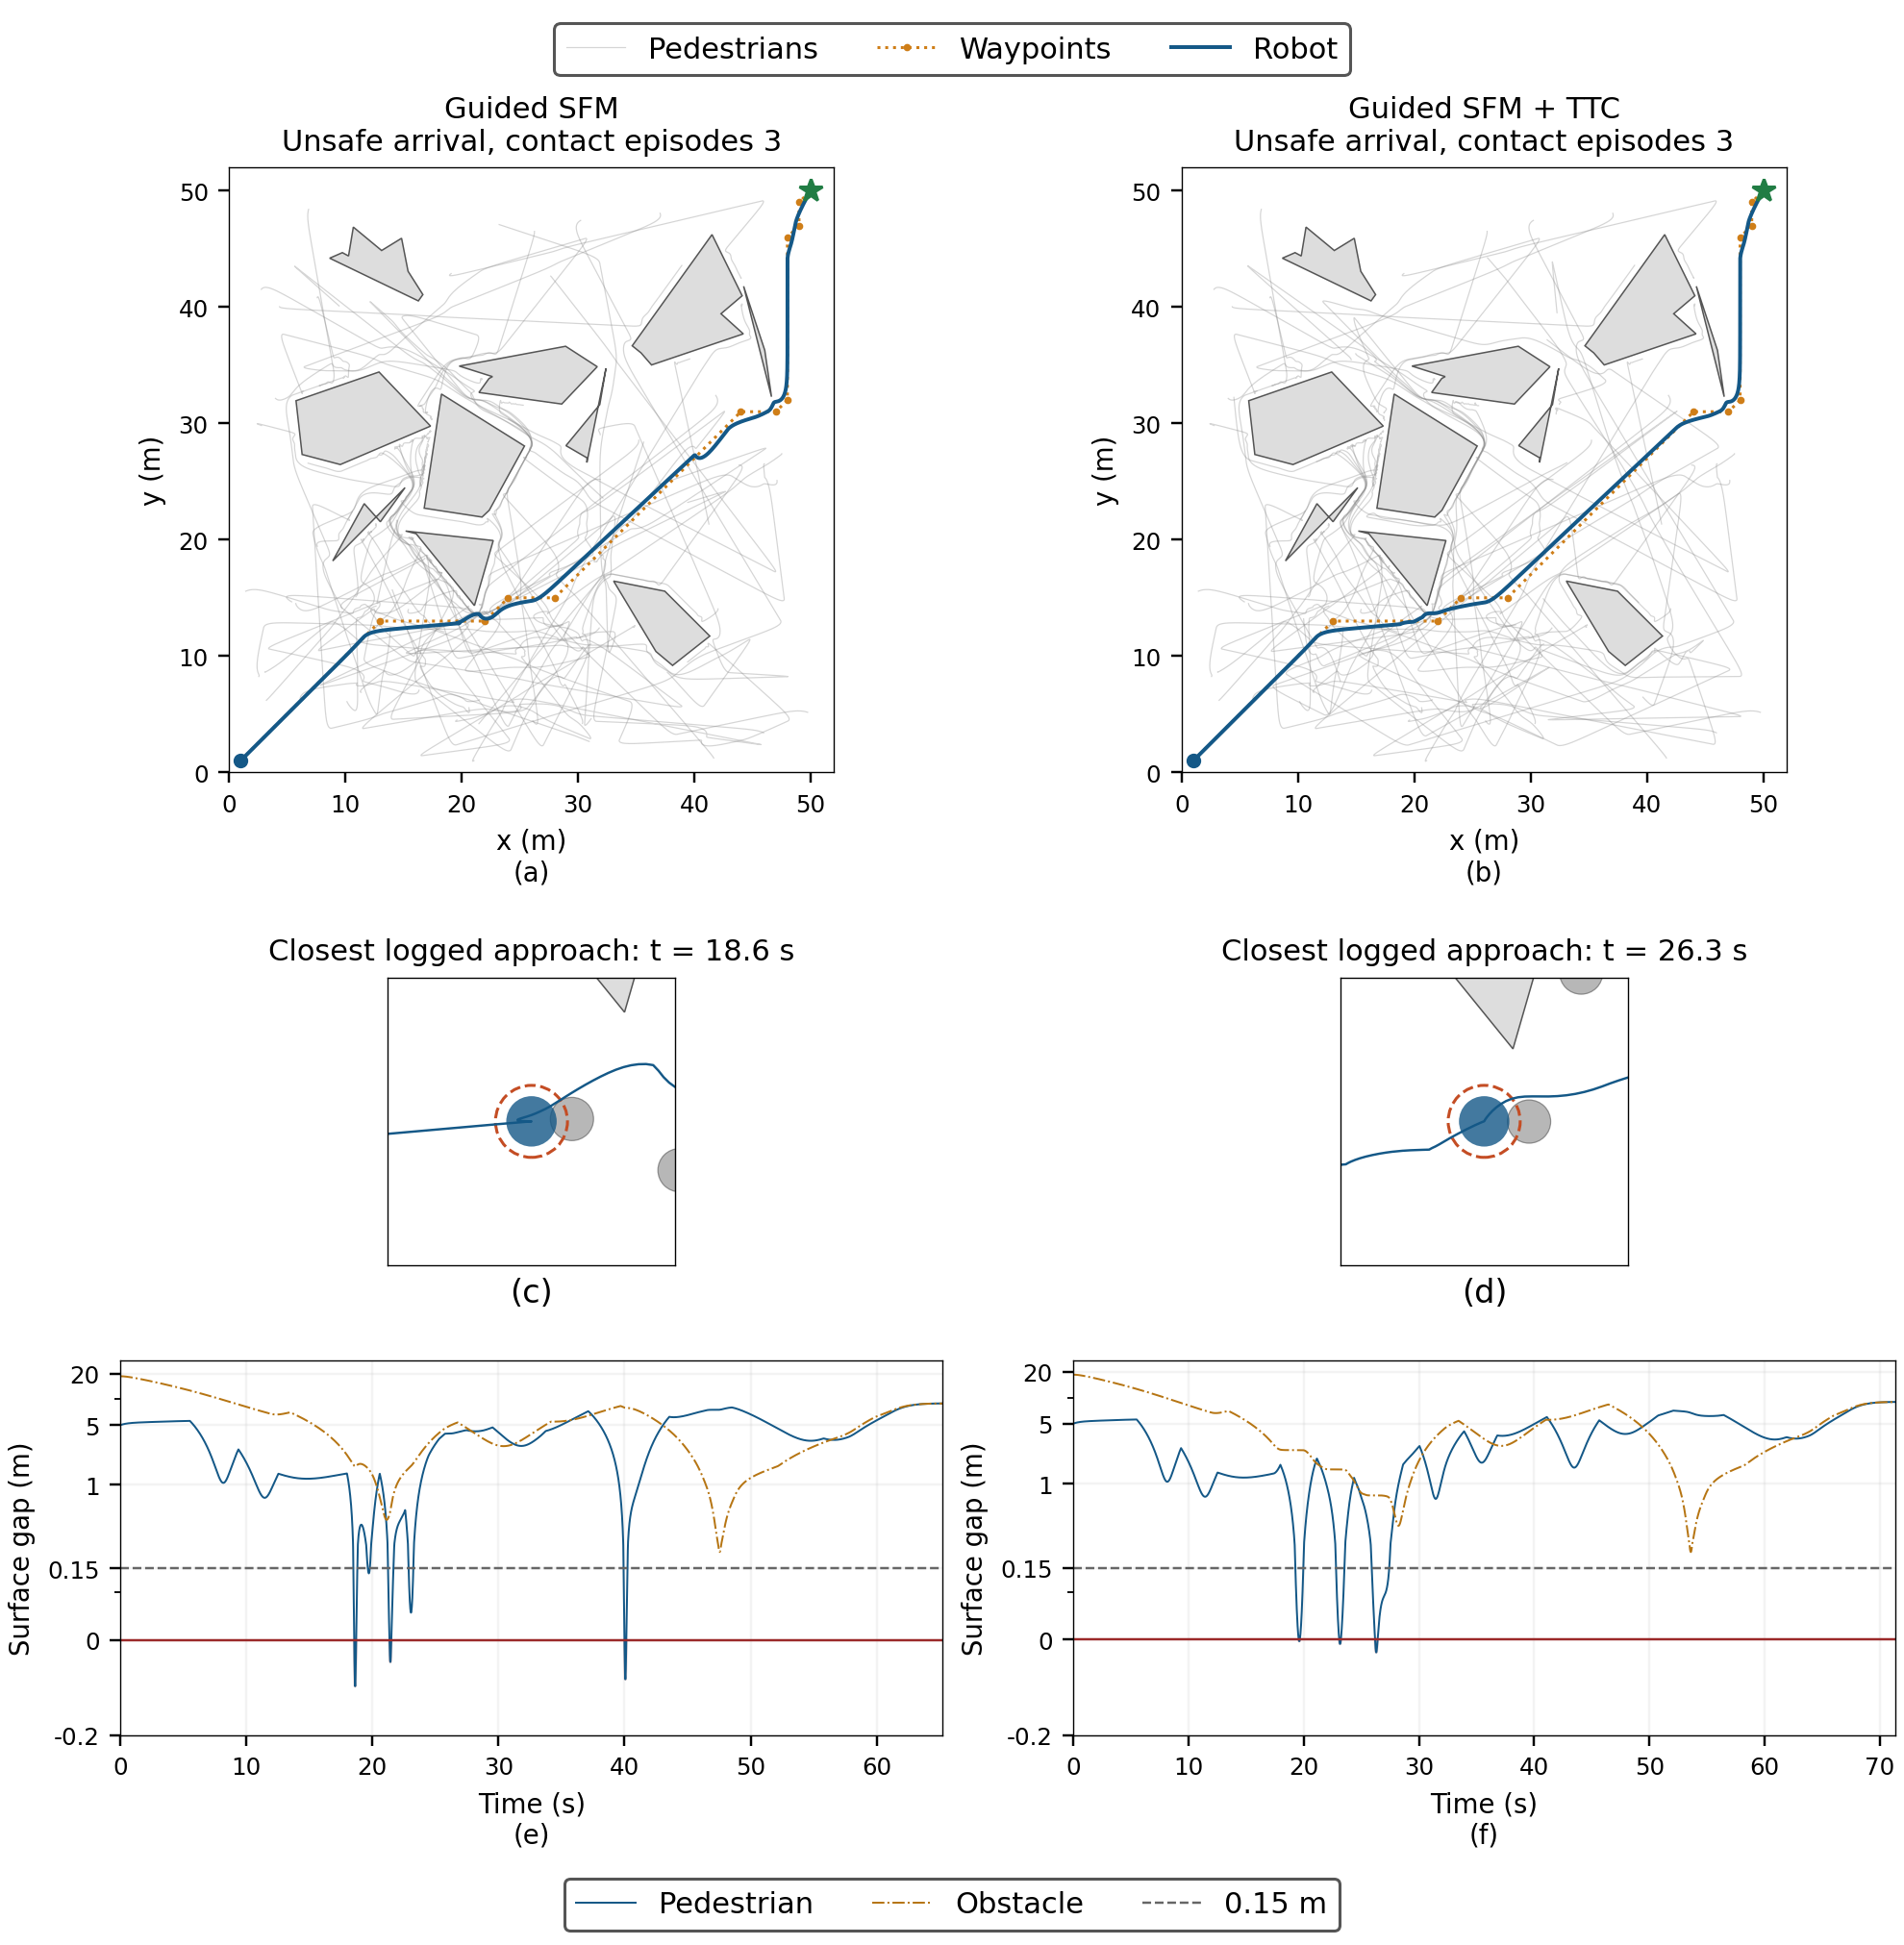 Pedestrians Waypoints Robot
Guided SFM
Unsafe arrival, contact episodes 3
50
40
30
20
10
0
y (m)
0 10 20 30 40 50
x (m)
(a)
Guided SFM + TTC
Unsafe arrival, contact episodes 3
50
40
30
20
10
0
y (m)
0 10 20 30 40 50
x (m)
(b)
Closest logged approach: t = 18.6 s
(c)
Closest logged approach: t = 26.3 s
(d)
20
5
1
0.15
0
-0.2
Surface gap (m)
0 10 20 30 40 50 60
Time (s)
(e)
20
5
1
0.15
0
-0.2
Surface gap (m)
0 10 20 30 40 50 60 70
Time (s)
(f)
Pedestrian Obstacle 0.15 m